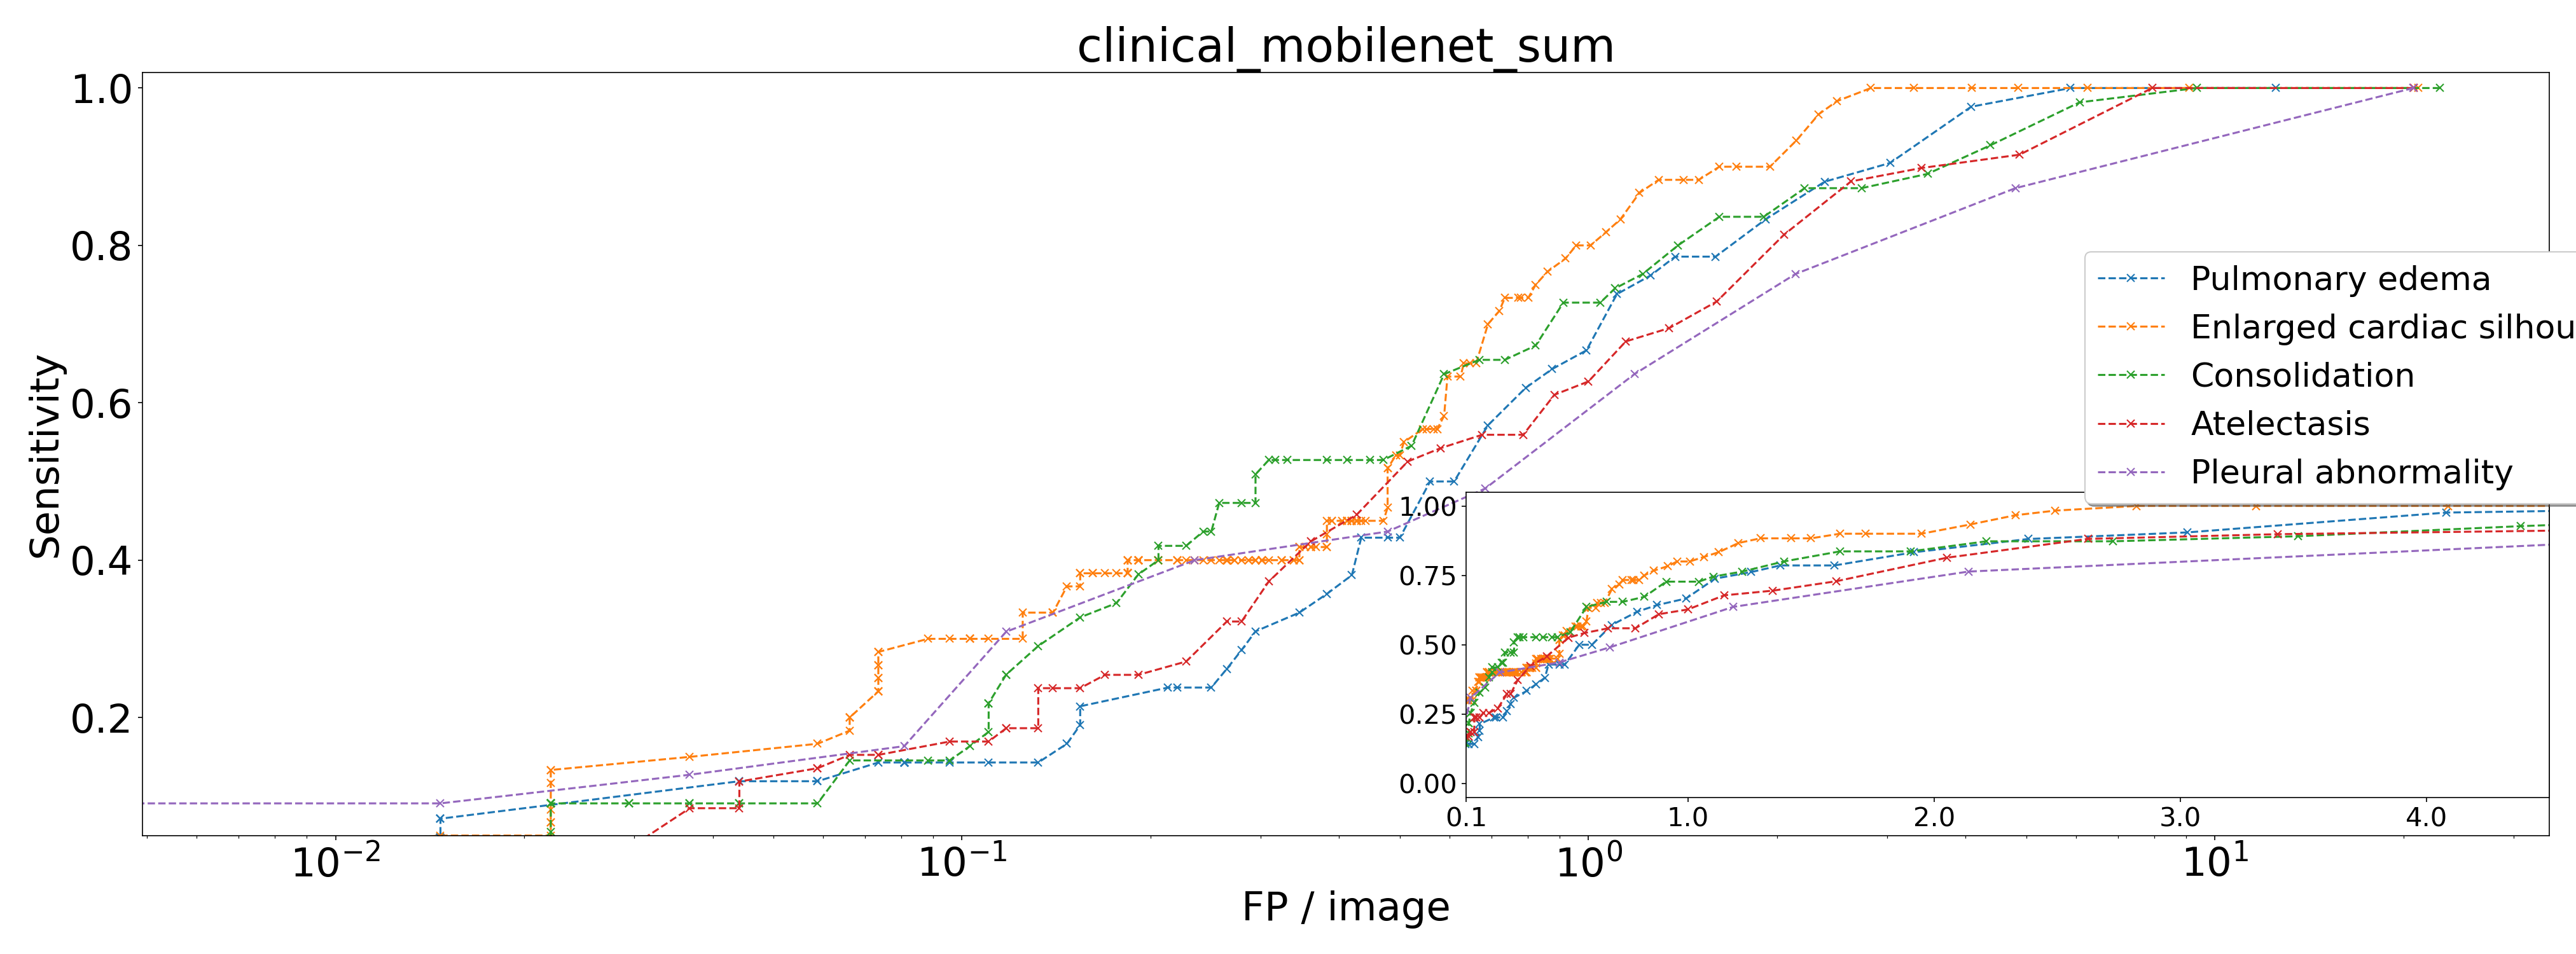 clinical_mobilenet_sum
1.0
0.8
0.6
0.4
0.2
Sensitivity
Pulmonary edema
Enlarged cardiac silhou
Consolidation
Atelectasis
Pleural abnormality
1.00
0.75
0.50
0.25
0.00
0.1 1.0 2.0 3.0 4.0
10⁻² 10⁻¹ 10⁰ 10¹
FP / image